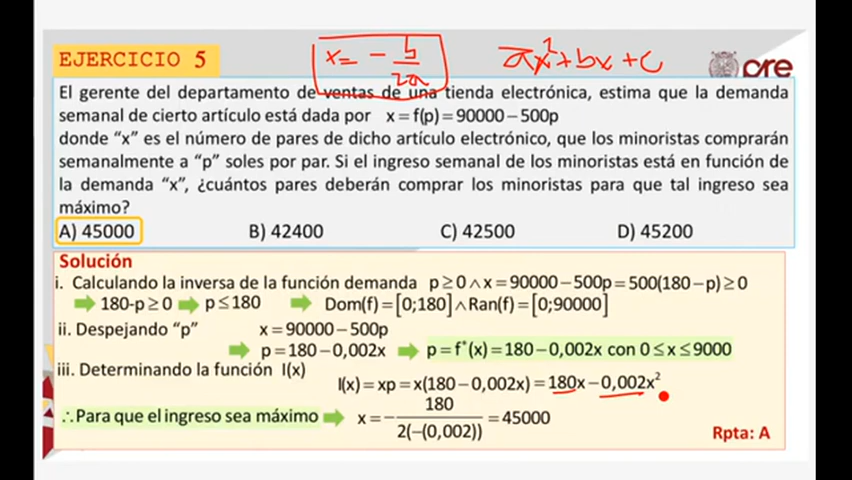 EJERCICIO 5
x = - b/2a
ax²+bx+c
cpre
El gerente del departamento de ventas de una tienda electrónica, estima que la demanda
semanal de cierto artículo está dada por x = f(p) = 90000 – 500p
donde “x” es el número de pares de dicho artículo electrónico, que los minoristas comprarán
semanalmente a “p” soles por par. Si el ingreso semanal de los minoristas está en función de
la demanda “x”, ¿cuántos pares deberán comprar los minoristas para que tal ingreso sea
máximo?
A) 45000 B) 42400 C) 42500 D) 45200
Solución
i. Calculando la inversa de la función demanda p ≥ 0 ∧ x = 90000 – 500p = 500(180 – p) ≥ 0
180-p ≥ 0 p ≤ 180 Dom(f) = [0;180] ∧ Ran(f) = [0;90000]
ii. Despejando “p” x = 90000 – 500p
p = 180 – 0,002x p = f*(x) = 180 – 0,002x con 0 ≤ x ≤ 9000
iii. Determinando la función I(x)
I(x) = xp = x(180 – 0,002x) = 180x – 0,002x²
∴ Para que el ingreso sea máximo x = – 180/2(–(0,002)) = 45000
Rpta: A